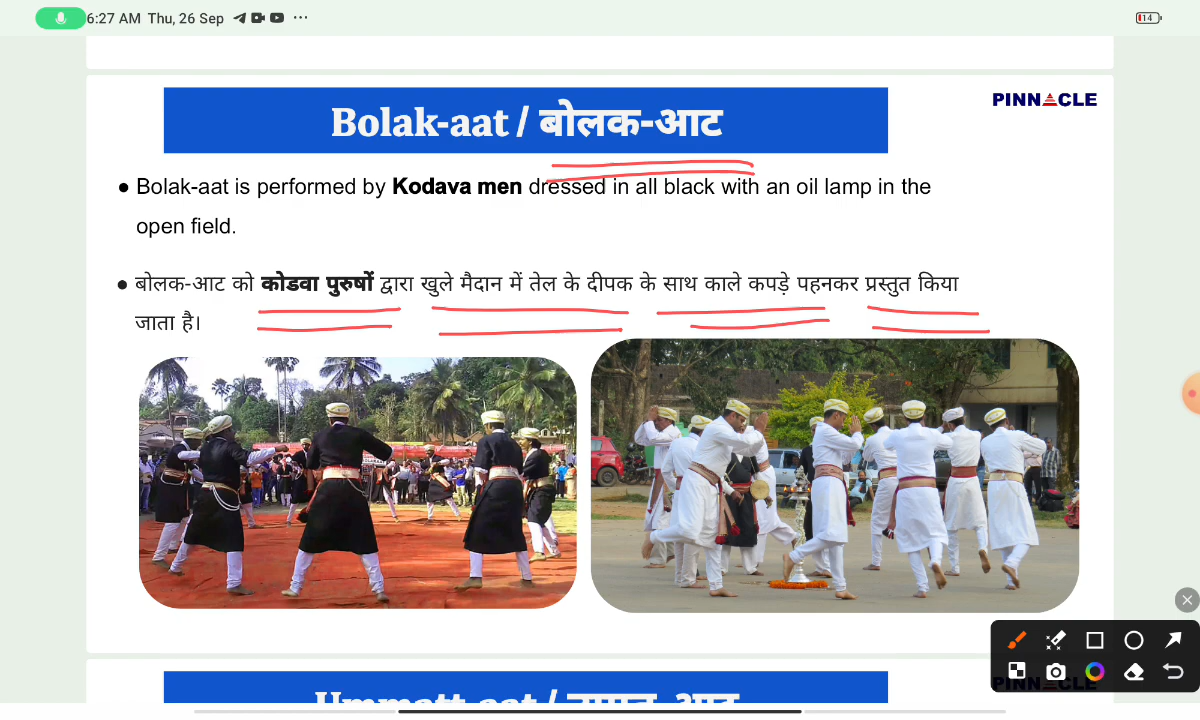 6:27 AM Thu, 26 Sep
14
Bolak-aat / बोलक-आट
PINNACLE
● Bolak-aat is performed by Kodava men dressed in all black with an oil lamp in the
open field.
● बोलक-आट को कोडवा पुरुषों द्वारा खुले मैदान में तेल के दीपक के साथ काले कपड़े पहनकर प्रस्तुत किया
जाता है।
PINNACLE